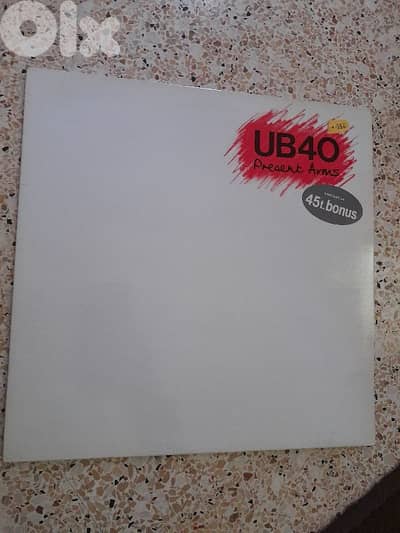 Olx
UB40
Present Arms
45t.bonus